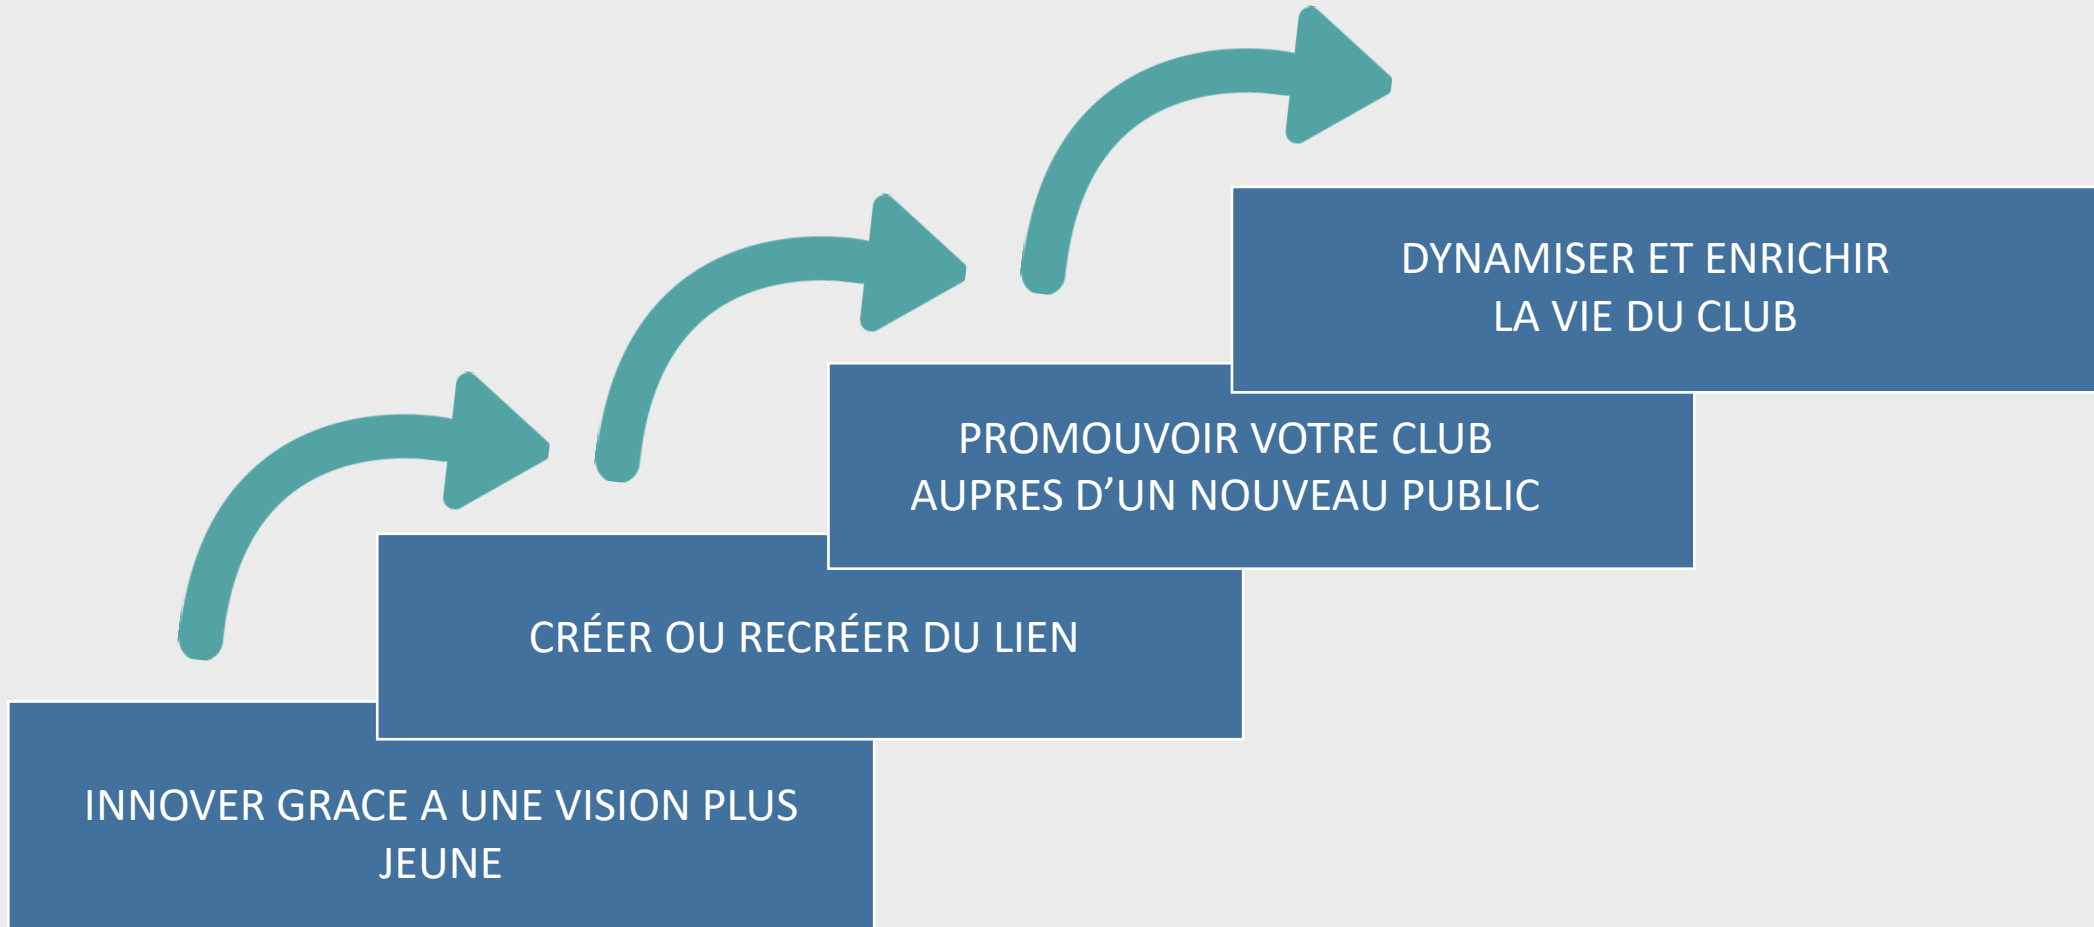 DYNAMISER ET ENRICHIR
LA VIE DU CLUB
PROMOUVOIR VOTRE CLUB
AUPRES D’UN NOUVEAU PUBLIC
CRÉER OU RECRÉER DU LIEN
INNOVER GRACE A UNE VISION PLUS
JEUNE